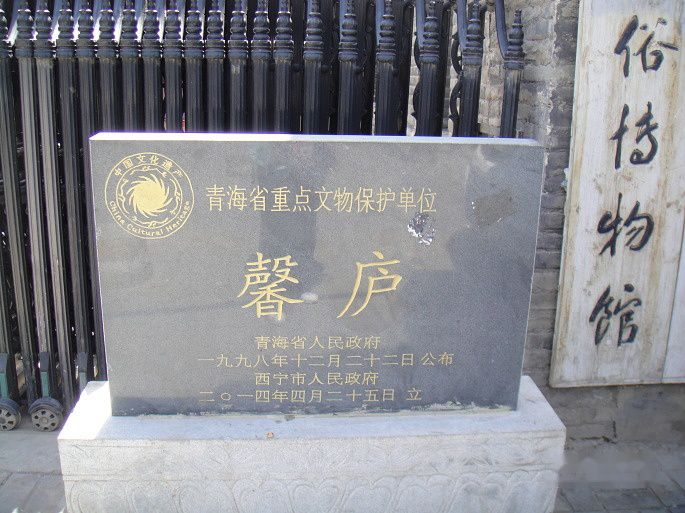 中国文化遗产
China Cultural Heritage
青海省重点文物保护单位
馨庐
青海省人民政府
一九九八年十二月二十二日 公布
西宁市人民政府
二〇一四年四月二十五日 立
俗博物馆